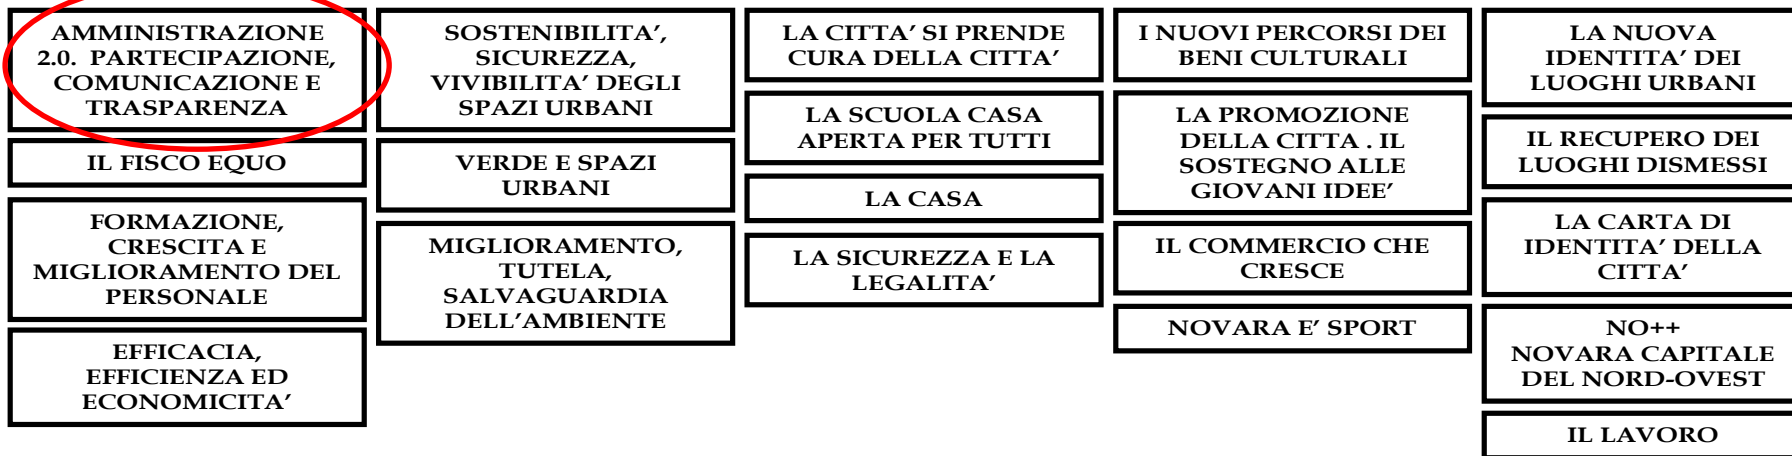 AMMINISTRAZIONE
2.0. PARTECIPAZIONE,
COMUNICAZIONE E
TRASPARENZA
IL FISCO EQUO
FORMAZIONE,
CRESCITA E
MIGLIORAMENTO DEL
PERSONALE
EFFICACIA,
EFFICIENZA ED
ECONOMICITA’
SOSTENIBILITA’,
SICUREZZA,
VIVIBILITA’ DEGLI
SPAZI URBANI
VERDE E SPAZI
URBANI
MIGLIORAMENTO,
TUTELA,
SALVAGUARDIA
DELL’AMBIENTE
LA CITTA’ SI PRENDE
CURA DELLA CITTA’
LA SCUOLA CASA
APERTA PER TUTTI
LA CASA
LA SICUREZZA E LA
LEGALITA’
I NUOVI PERCORSI DEI
BENI CULTURALI
LA PROMOZIONE
DELLA CITTA . IL
SOSTEGNO ALLE
GIOVANI IDEE’
IL COMMERCIO CHE
CRESCE
NOVARA E’ SPORT
LA NUOVA
IDENTITA’ DEI
LUOGHI URBANI
IL RECUPERO DEI
LUOGHI DISMESSI
LA CARTA DI
IDENTITA’ DELLA
CITTA’
NO++
NOVARA CAPITALE
DEL NORD-OVEST
IL LAVORO